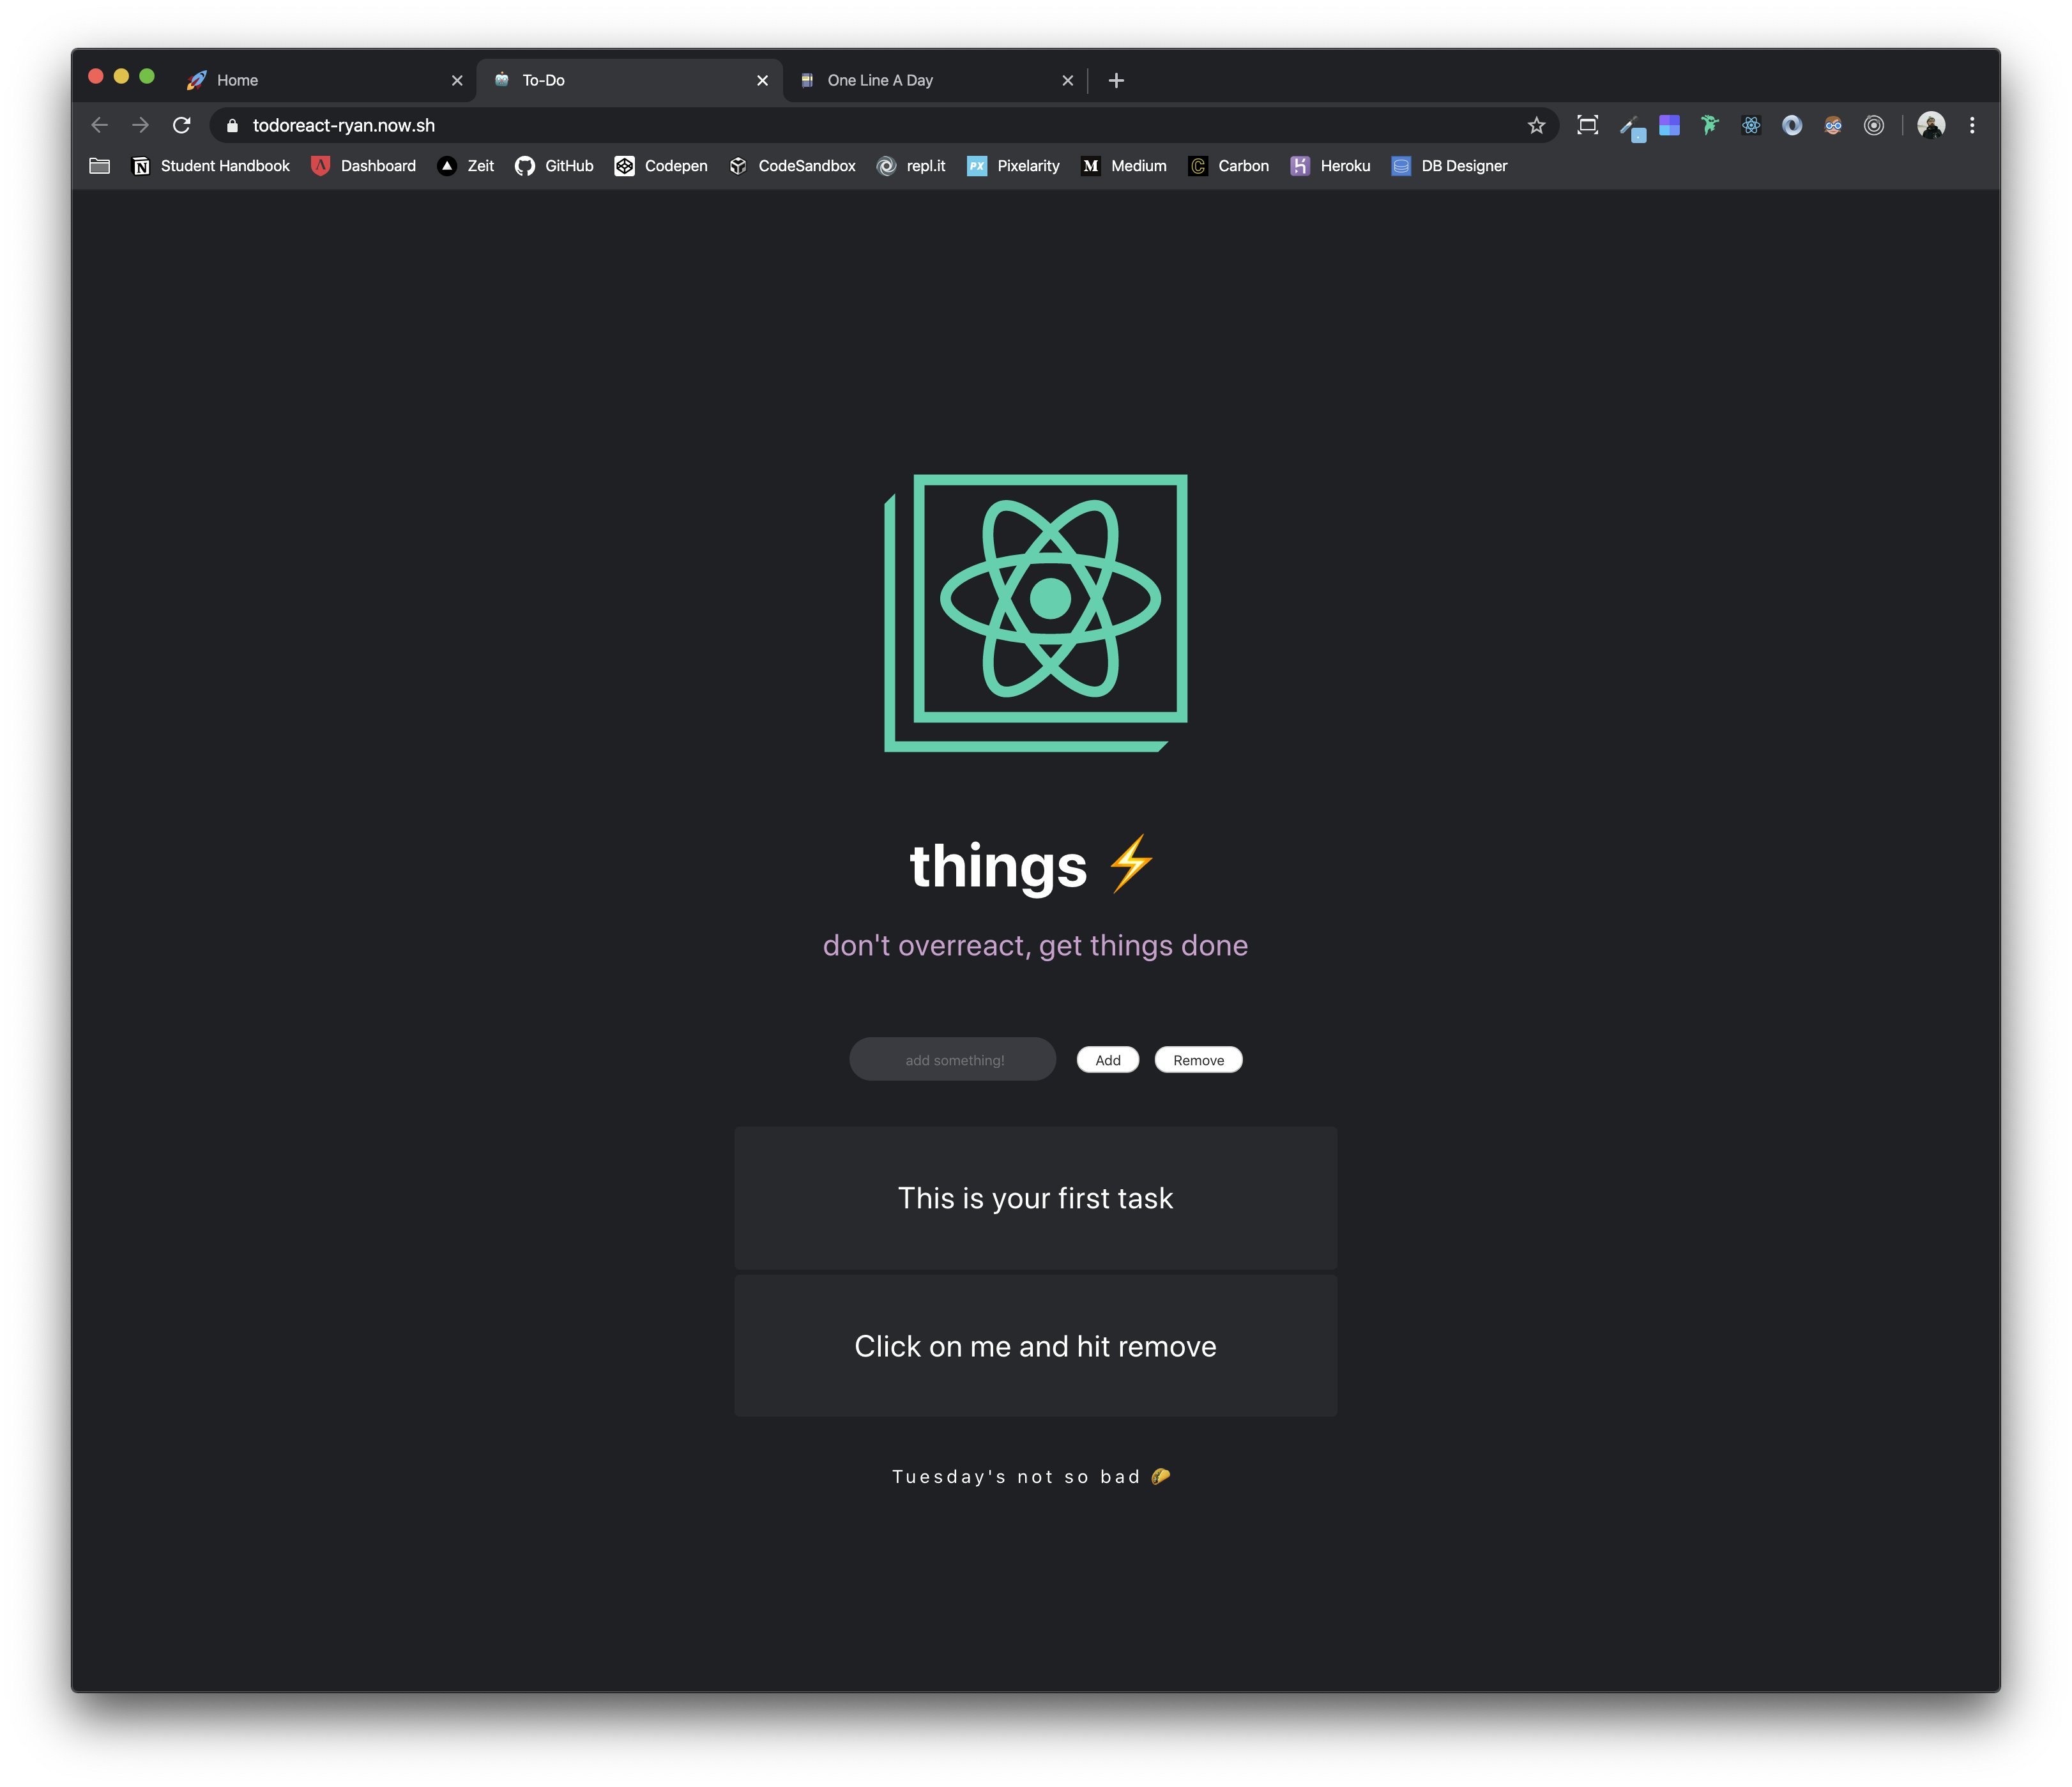 Home
To-Do
One Line A Day
todoreact-ryan.now.sh
Student Handbook Dashboard Zeit GitHub Codepen CodeSandbox repl.it PX Pixelarity M Medium C Carbon Heroku DB Designer
things ⚡
don't overreact, get things done
add something! Add Remove
This is your first task
Click on me and hit remove
Tuesday's not so bad 🌮